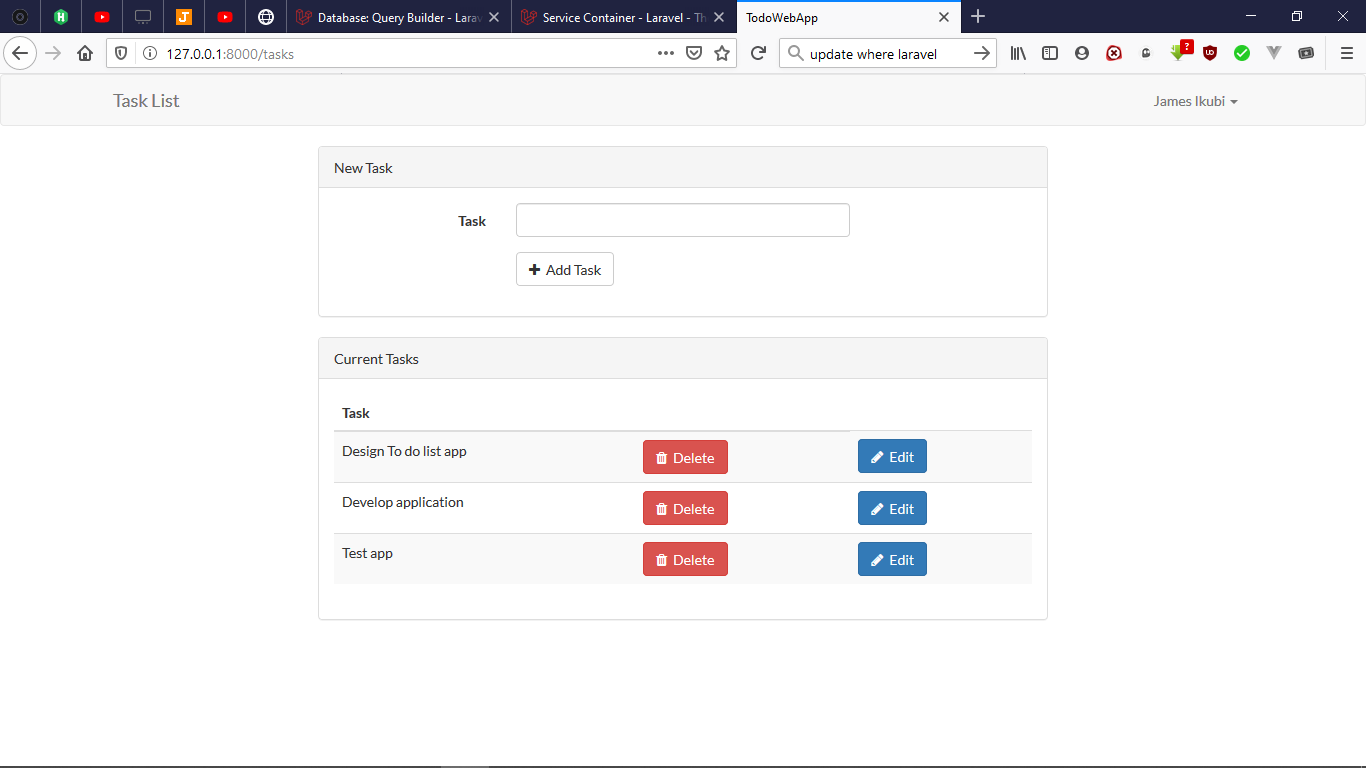 Database: Query Builder - Larav
Service Container - Laravel - Th
TodoWebApp
127.0.0.1:8000/tasks
update where laravel
Task List
James Ikubi
New Task
Task
Add Task
Current Tasks
Task
Design To do list app
Delete
Edit
Develop application
Delete
Edit
Test app
Delete
Edit